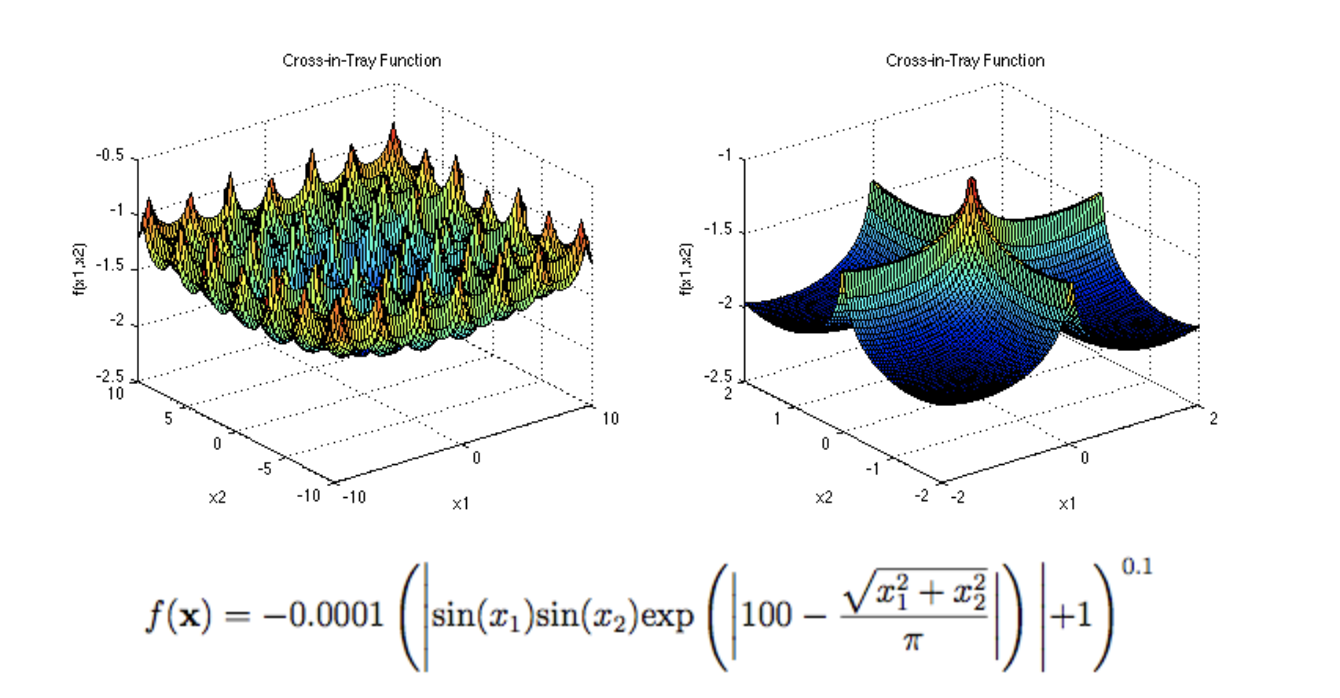 Cross-in-Tray Function
-0.5
-1
-1.5
-2
-2.5
f(x1,x2)
10
5
0
-5
-10
x2
-10
0
10
x1
Cross-in-Tray Function
-1
-1.5
-2
-2.5
f(x1,x2)
2
1
0
-1
-2
x2
-2
0
2
x1
f(x) = −0.0001 (|sin(x₁)sin(x₂)exp(|100 − √(x₁² + x₂²)/π|)|+1)^0.1